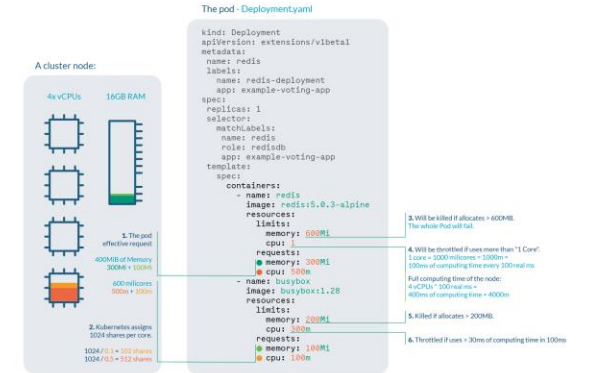 The pod - Deployment.yaml
kind: Deployment
apiVersion: extensions/v1beta1
metadata:
name: redis
labels:
name: redis-deployment
app: example-voting-app
spec:
replicas: 1
selector:
matchLabels:
name: redis
role: redisdb
app: example-voting-app
template:
spec:
containers:
- name: redis
image: redis:5.0.3-alpine
resources:
limits:
memory: 600Mi
cpu: 1
requests:
memory: 300Mi
cpu: 500m
- name: busybox
image: busybox:1.28
resources:
limits:
memory: 200Mi
cpu: 300m
requests:
memory: 100Mi
cpu: 100m
A cluster node:
4x vCPUs
16GB RAM
1. The pod
effective request
400MiB of Memory
300Mi + 100Mi
600 milicores
500m + 100m
2. Kubernetes assigns
1024 shares per core.
1024 / 0.1 = 102 shares
1024 / 0.5 = 512 shares
3. Will be killed if allocates > 600MB.
The whole Pod will fail.
4. Will be throttled if uses more than "1 Core".
1 core = 1000 milicores = 1000m =
100ms of computing time every 100 real ms
Full computing time of the node:
4 vCPUs * 100 real ms =
400ms of computing time = 4000m
5. Killed if allocates > 200MB.
6. Throttled if uses > 30ms of computing time in 100ms